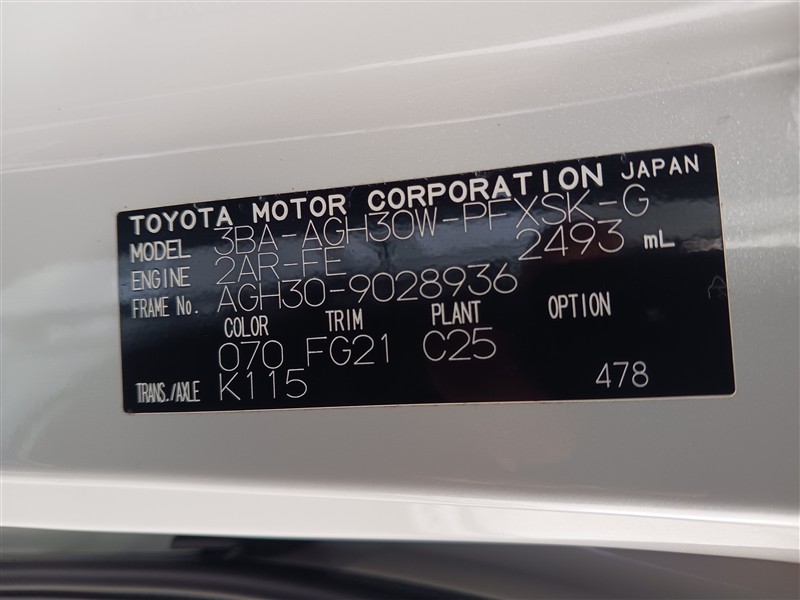 TOYOTA MOTOR CORPORATION JAPAN
MODEL 3BA-AGH30W-PFXSK-G
ENGINE 2AR-FE 2493 mL
FRAME No. AGH30-9028936
COLOR TRIM PLANT OPTION
070 FG21 C25
TRANS./AXLE K115 478